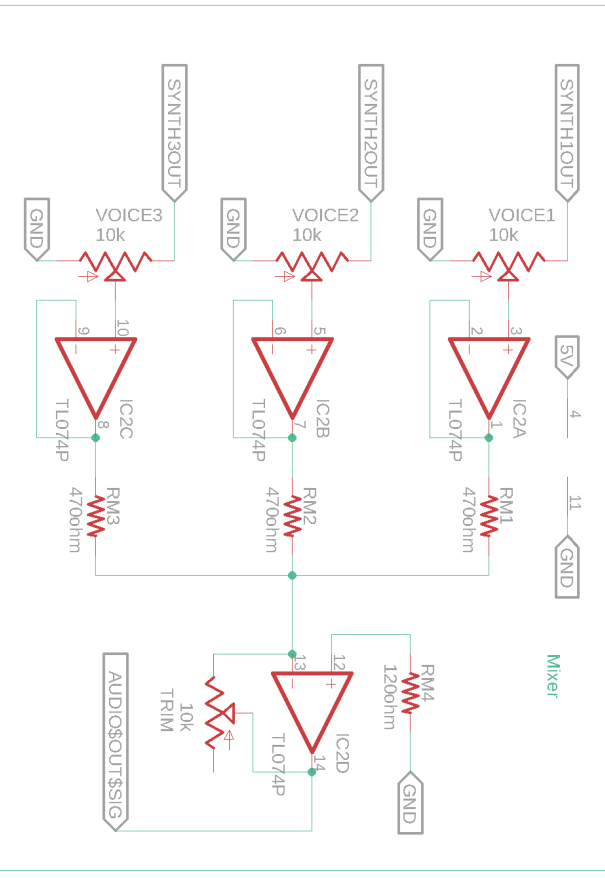 SYNTH3OUT
SYNTH2OUT
SYNTH1OUT
GND
VOICE3
10k
GND
VOICE2
10k
GND
VOICE1
10k
9
10
-
+
6
5
-
+
2
3
-
+
5V
4
8
IC2C
TL074P
7
IC2B
TL074P
1
IC2A
TL074P
11
GND
RM3
470ohm
RM2
470ohm
RM1
470ohm
Mixer
13
12
-
+
RM4
120ohm
GND
10k
TRIM
14
IC2D
TL074P
AUDIO$OUT$SIG